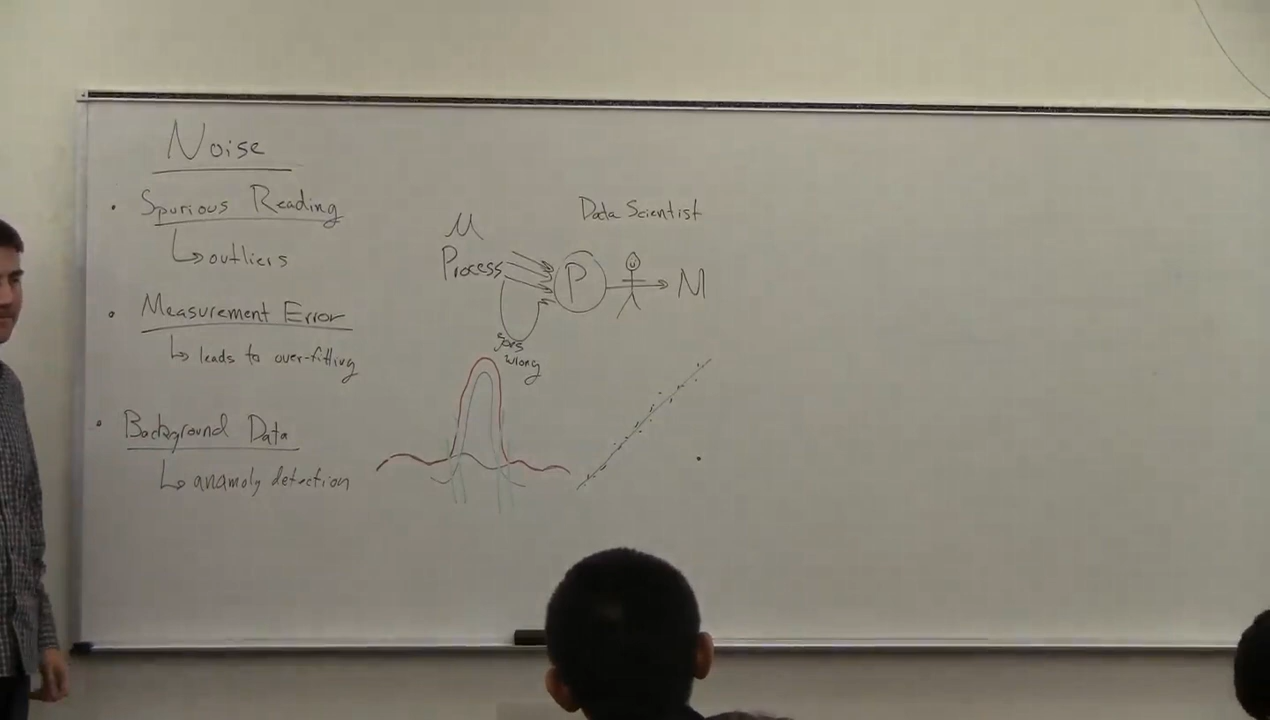 Noise
• Spurious Reading
↳ outliers
• Measurement Error
↳ leads to over-fitting
• Background Data
↳ anamoly detection
Data Scientist
M
Process
P
M
goes
wrong